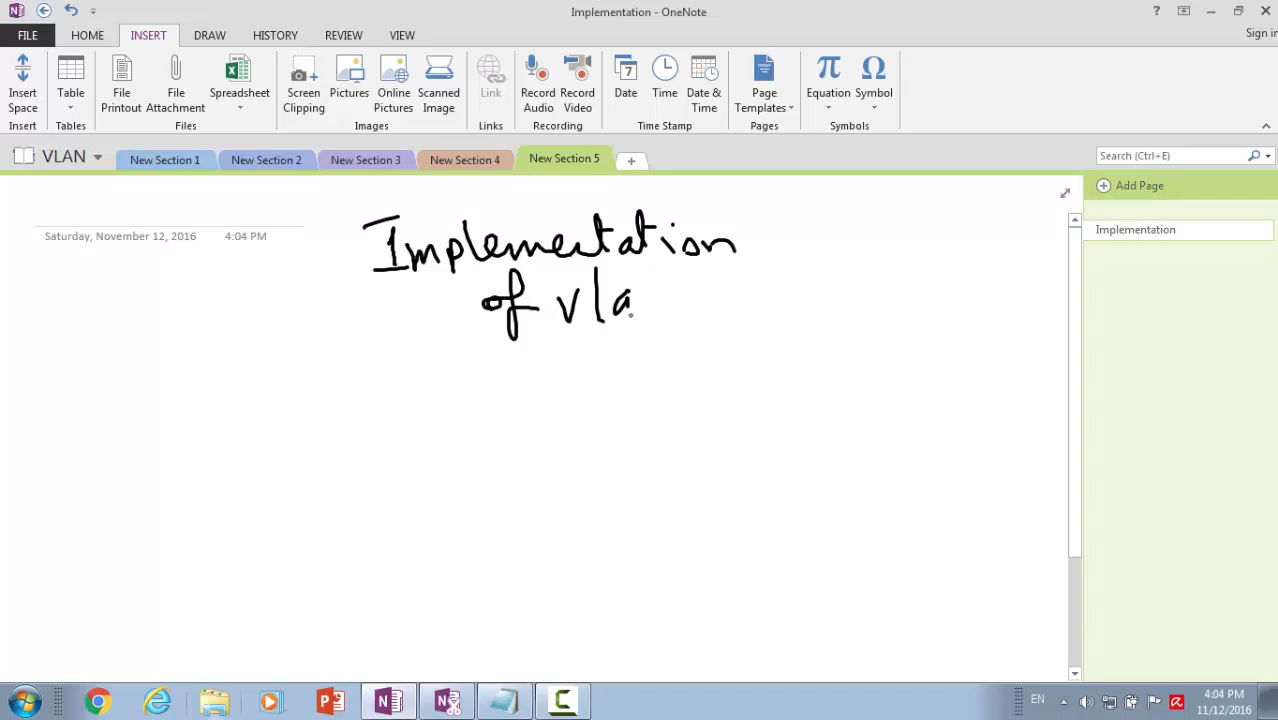 Implementation - OneNote
? Sign in
FILE HOME INSERT DRAW HISTORY REVIEW VIEW
Insert Space Table File Printout File Attachment Spreadsheet Screen Clipping Pictures Online Pictures Scanned Image Link Record Audio Record Video Date Time Date & Time Page Templates π Equation Ω Symbol
Insert Tables Files Images Links Recording Time Stamp Pages Symbols
VLAN New Section 1 New Section 2 New Section 3 New Section 4 New Section 5 + Search (Ctrl+E)
Add Page
Implementation
Saturday, November 12, 2016 4:04 PM
Implementation
of vla
EN 4:04 PM
11/12/2016